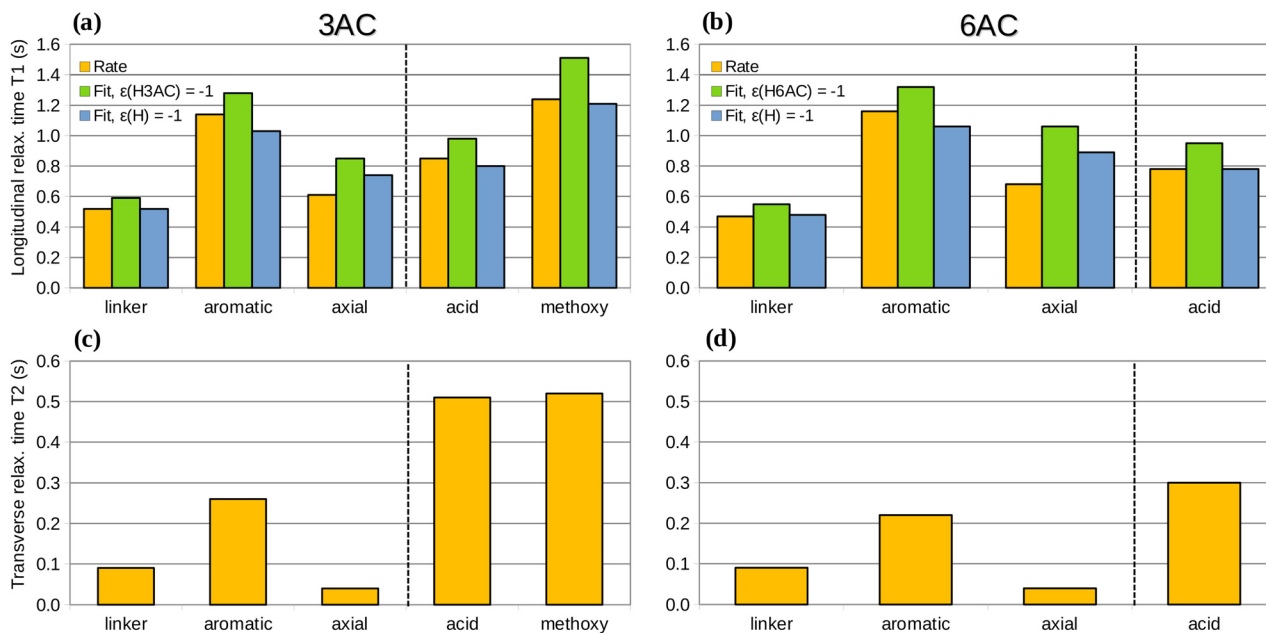 (a)
3AC
Longitudinal relax. time T1 (s)
1.6
1.4
1.2
1.0
0.8
0.6
0.4
0.2
0.0
Rate
Fit, ε(H3AC) = -1
Fit, ε(H) = -1
linker aromatic axial acid methoxy
(b)
6AC
1.6
1.4
1.2
1.0
0.8
0.6
0.4
0.2
0.0
Rate
Fit, ε(H6AC) = -1
Fit, ε(H) = -1
linker aromatic axial acid
(c)
Transverse relax. time T2 (s)
0.6
0.5
0.4
0.3
0.2
0.1
0.0
linker aromatic axial acid methoxy
(d)
0.6
0.5
0.4
0.3
0.2
0.1
0.0
linker aromatic axial acid